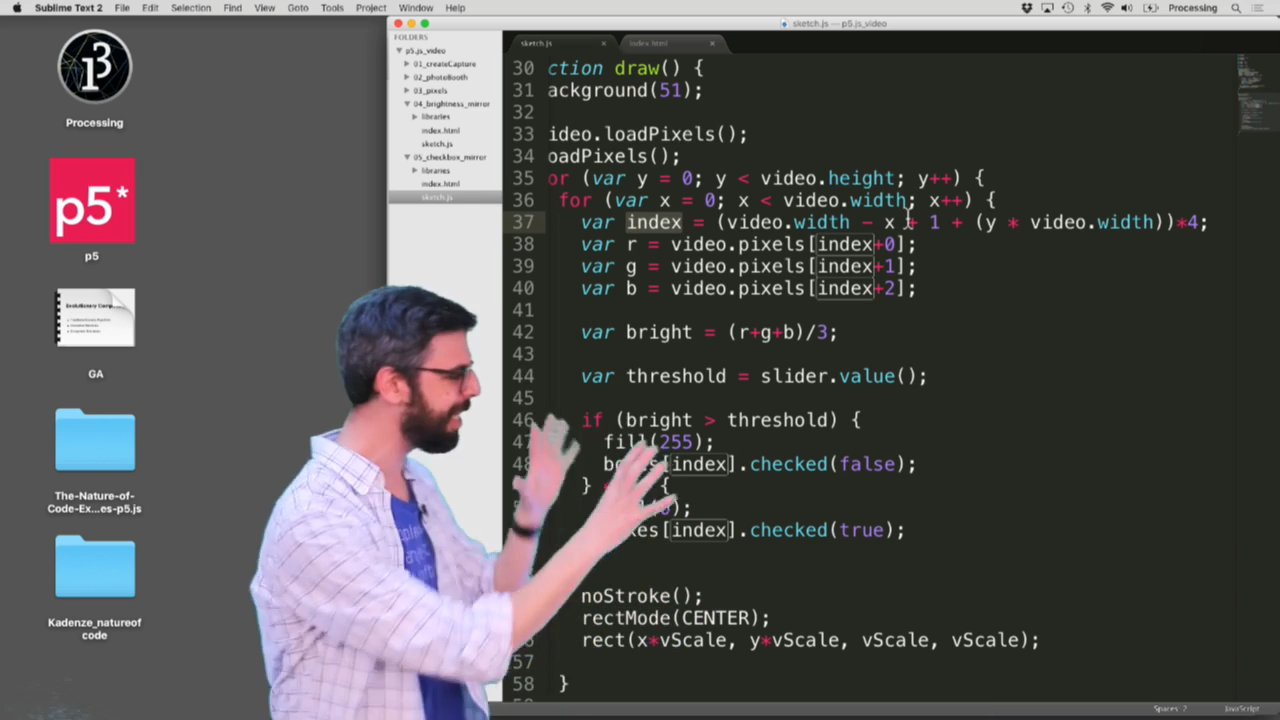 Sublime Text 2 File Edit Selection Find View Goto Tools Project Window Help
Processing
sketch.js — p5.js_video
FOLDERS
p5.js_video
01_createCapture
02_photoBooth
03_pixels
04_brightness_mirror
libraries
index.html
sketch.js
05_checkbox_mirror
libraries
index.html
sketch.js
Processing
p5*
p5
GA
The-Nature-of-
Code-Ex...es-p5.js
Kadenze_natureof
code
sketch.js
index.html
30 ction draw() {
31 ackground(51);
32
33 ideo.loadPixels();
34 oadPixels();
35 or (var y = 0; y < video.height; y++) {
36 for (var x = 0; x < video.width; x++) {
37 var index = (video.width - x + 1 + (y * video.width))*4;
38 var r = video.pixels[index+0];
39 var g = video.pixels[index+1];
40 var b = video.pixels[index+2];
41
42 var bright = (r+g+b)/3;
43
44 var threshold = slider.value();
45
46 if (bright > threshold) {
47 fill(255);
48 [index].checked(false);
} {
);
kes[index].checked(true);
noStroke();
rectMode(CENTER);
rect(x*vScale, y*vScale, vScale, vScale);
57
58 }
Spaces: 2
JavaScript